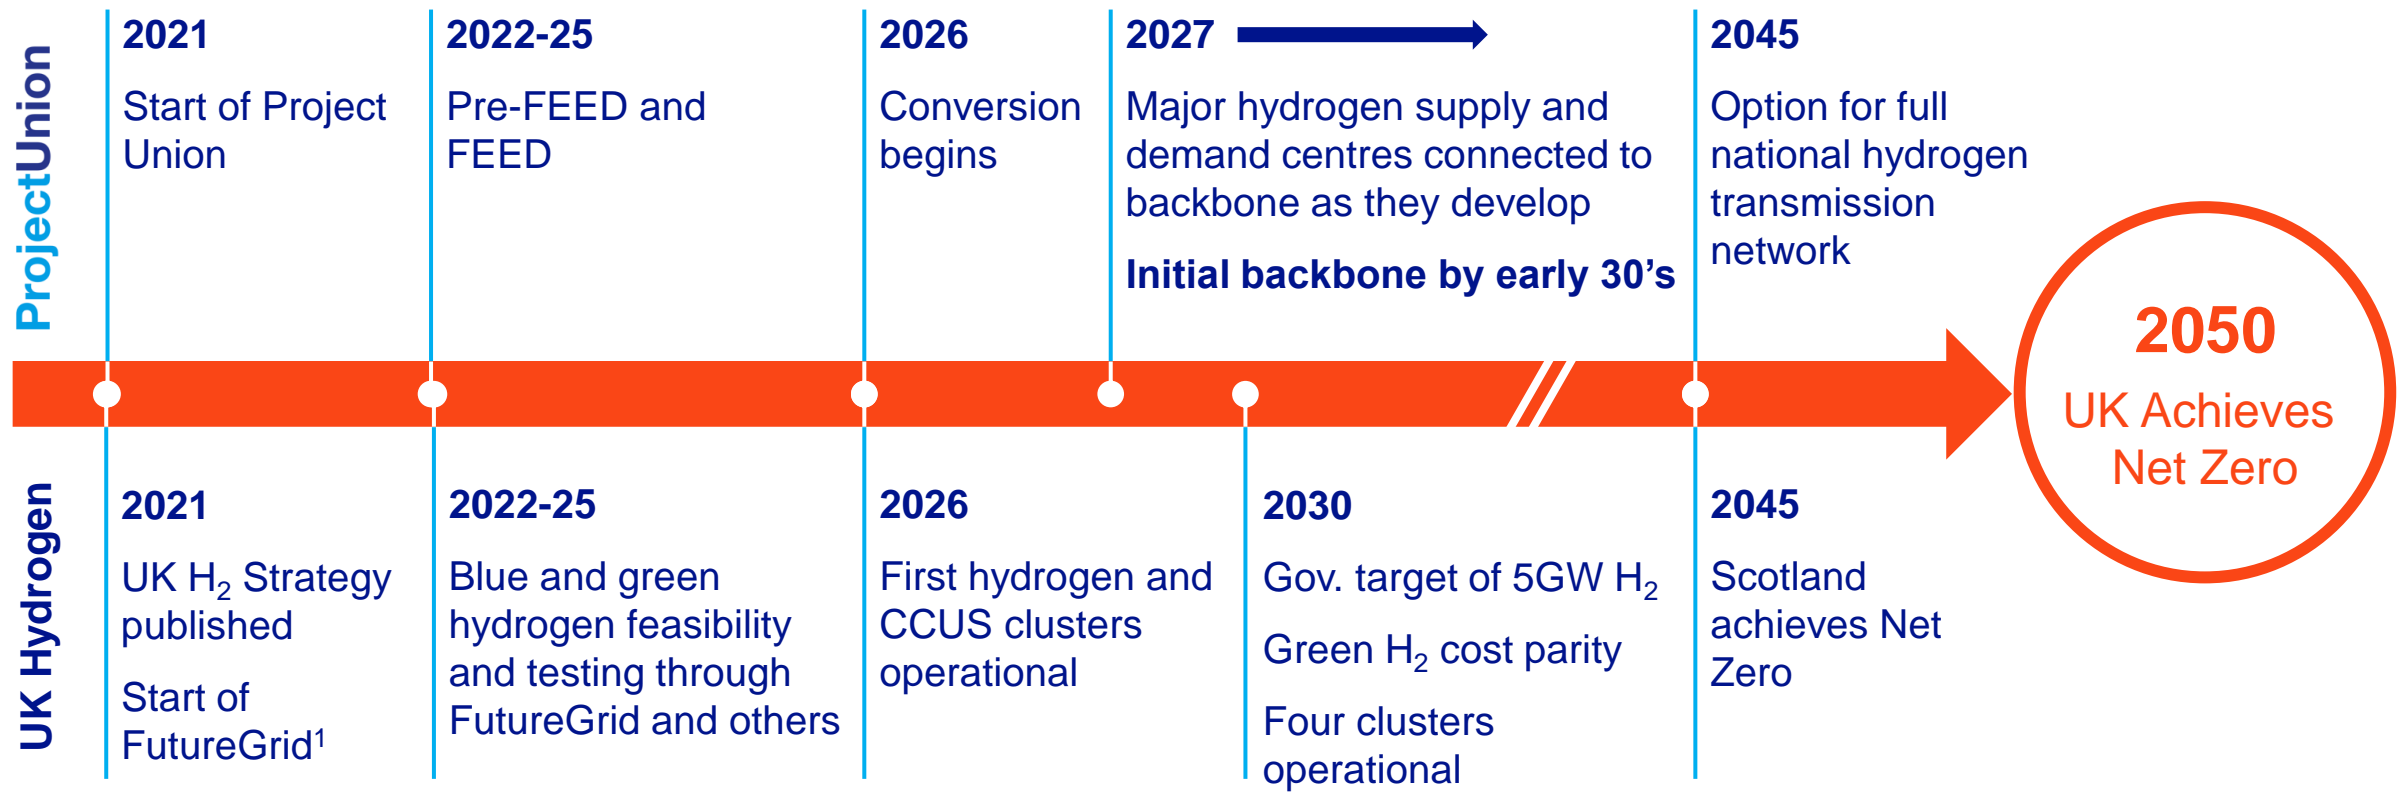 ProjectUnion
2021
Start of Project
Union
2022-25
Pre-FEED and
FEED
2026
Conversion
begins
2027
Major hydrogen supply and
demand centres connected to
backbone as they develop
Initial backbone by early 30’s
2045
Option for full
national hydrogen
transmission
network
2050
UK Achieves
Net Zero
UK Hydrogen
2021
UK H₂ Strategy
published
Start of
FutureGrid¹
2022-25
Blue and green
hydrogen feasibility
and testing through
FutureGrid and others
2026
First hydrogen and
CCUS clusters
operational
2030
Gov. target of 5GW H₂
Green H₂ cost parity
Four clusters
operational
2045
Scotland
achieves Net
Zero